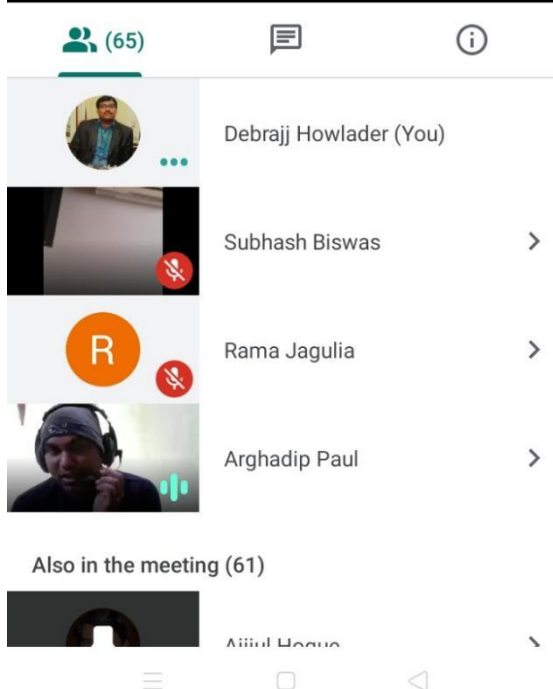 (65)
Debrajj Howlader (You)
Subhash Biswas
R
Rama Jagulia
Arghadip Paul
Also in the meeting (61)